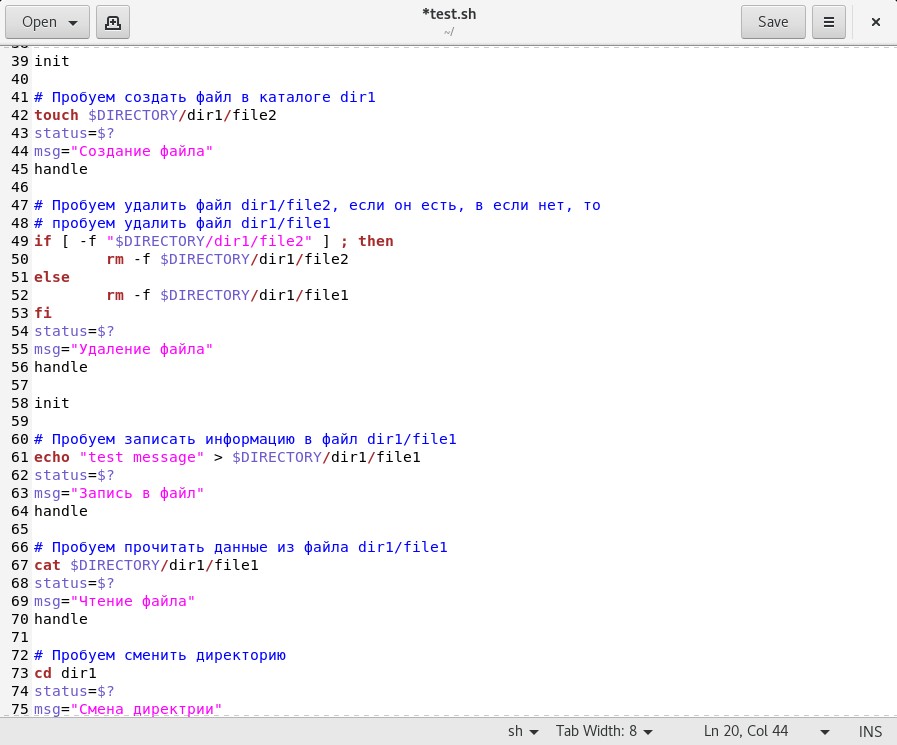 Open
*test.sh
~/
Save
39 init
40
41 # Пробуем создать файл в каталоге dir1
42 touch $DIRECTORY/dir1/file2
43 status=$?
44 msg="Создание файла"
45 handle
46
47 # Пробуем удалить файл dir1/file2, если он есть, в если нет, то
48 # пробуем удалить файл dir1/file1
49 if [ -f "$DIRECTORY/dir1/file2" ] ; then
50         rm -f $DIRECTORY/dir1/file2
51 else
52         rm -f $DIRECTORY/dir1/file1
53 fi
54 status=$?
55 msg="Удаление файла"
56 handle
57
58 init
59
60 # Пробуем записать информацию в файл dir1/file1
61 echo "test message" > $DIRECTORY/dir1/file1
62 status=$?
63 msg="Запись в файл"
64 handle
65
66 # Пробуем прочитать данные из файла dir1/file1
67 cat $DIRECTORY/dir1/file1
68 status=$?
69 msg="Чтение файла"
70 handle
71
72 # Пробуем сменить директорию
73 cd dir1
74 status=$?
75 msg="Смена директрии"
sh Tab Width: 8 Ln 20, Col 44 INS